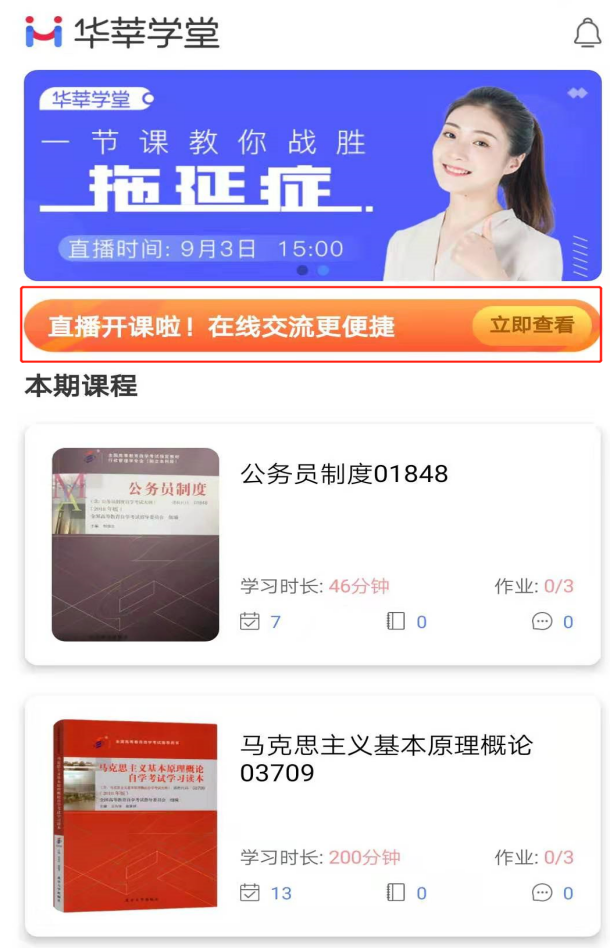 华莘学堂
华莘学堂
一节课教你战胜
拖延症
直播时间: 9月3日 15:00
直播开课啦！在线交流更便捷
立即查看
本期课程
公务员制度
公务员制度01848
学习时长: 46分钟
作业: 0/3
7
0
0
马克思主义基本原理概论
自学考试学习读本
马克思主义基本原理概论
03709
学习时长: 200分钟
作业: 0/3
13
0
0